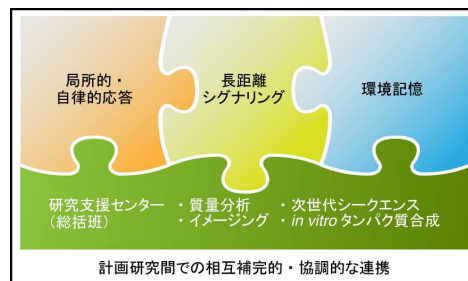 局所的・
自律的応答
長距離
シグナリング
環境記憶
研究支援センター
（総括班）
・質量分析
・イメージング
・次世代シークエンス
・in vitro タンパク質合成
計画研究間での相互補完的・協調的な連携